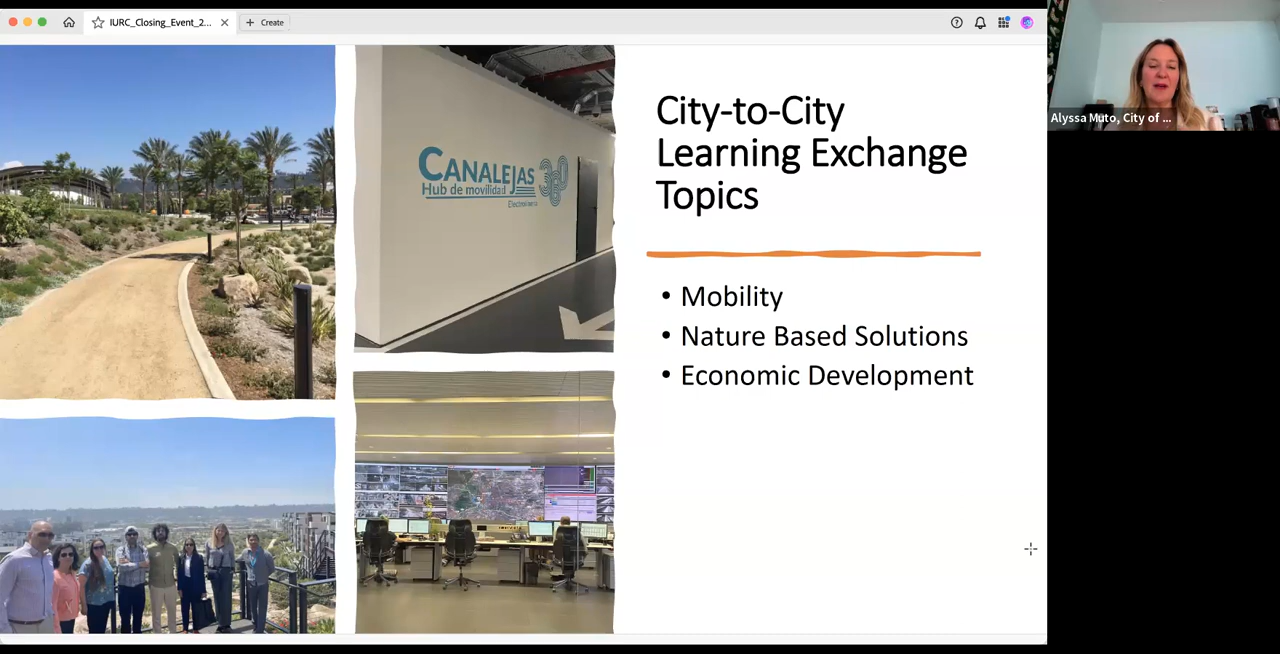 IURC_Closing_Event_2...
Create
CANALEJAS
360
Hub de movilidad
City-to-City
Learning Exchange
Topics
• Mobility
• Nature Based Solutions
• Economic Development
Alyssa Muto, City of ...